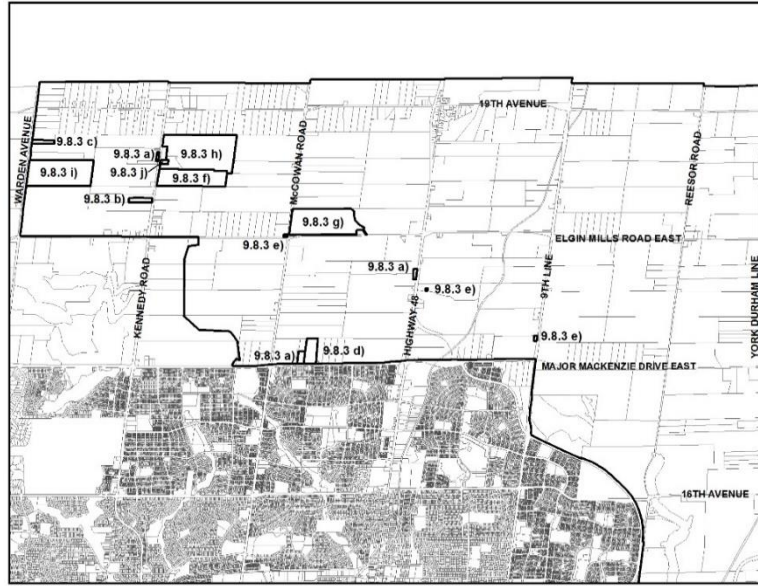 19TH AVENUE
WARDEN AVENUE
9.8.3 c)
9.8.3 a)
9.8.3 h)
McCOWAN ROAD
REESOR ROAD
9.8.3 i)
9.8.3 j)
9.8.3 f)
9.8.3 b)
9.8.3 g)
9.8.3 e)
ELGIN MILLS ROAD EAST
KENNEDY ROAD
9.8.3 a)
9.8.3 e)
HIGHWAY 48
9TH LINE
YORK DURHAM LINE
9.8.3 e)
9.8.3 a)
9.8.3 d)
MAJOR MACKENZIE DRIVE EAST
16TH AVENUE